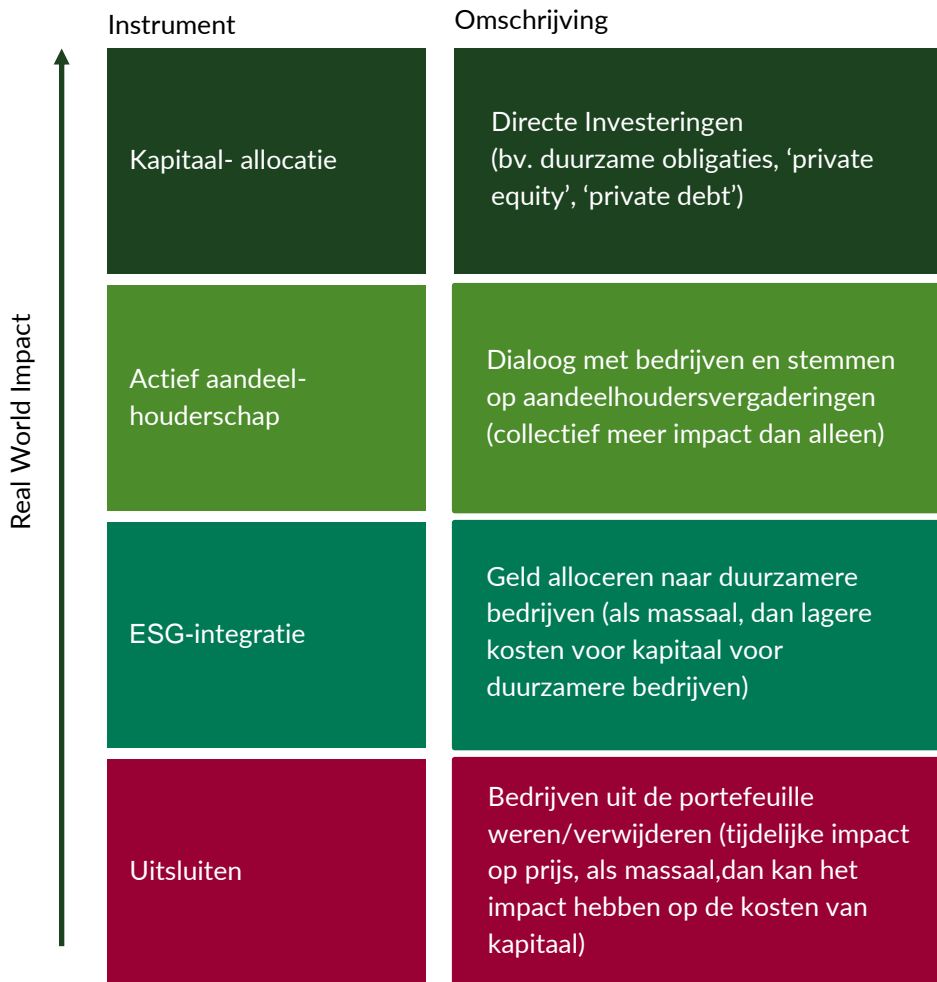 Instrument
Omschrijving
Real World Impact
Kapitaal- allocatie
Directe Investeringen
(bv. duurzame obligaties, ‘private
equity’, ‘private debt’)
Actief aandeel-
houderschap
Dialoog met bedrijven en stemmen
op aandeelhoudersvergaderingen
(collectief meer impact dan alleen)
ESG-integratie
Geld alloceren naar duurzamere
bedrijven (als massaal, dan lagere
kosten voor kapitaal voor
duurzamere bedrijven)
Uitsluiten
Bedrijven uit de portefeuille
weren/verwijderen (tijdelijke impact
op prijs, als massaal,dan kan het
impact hebben op de kosten van
kapitaal)